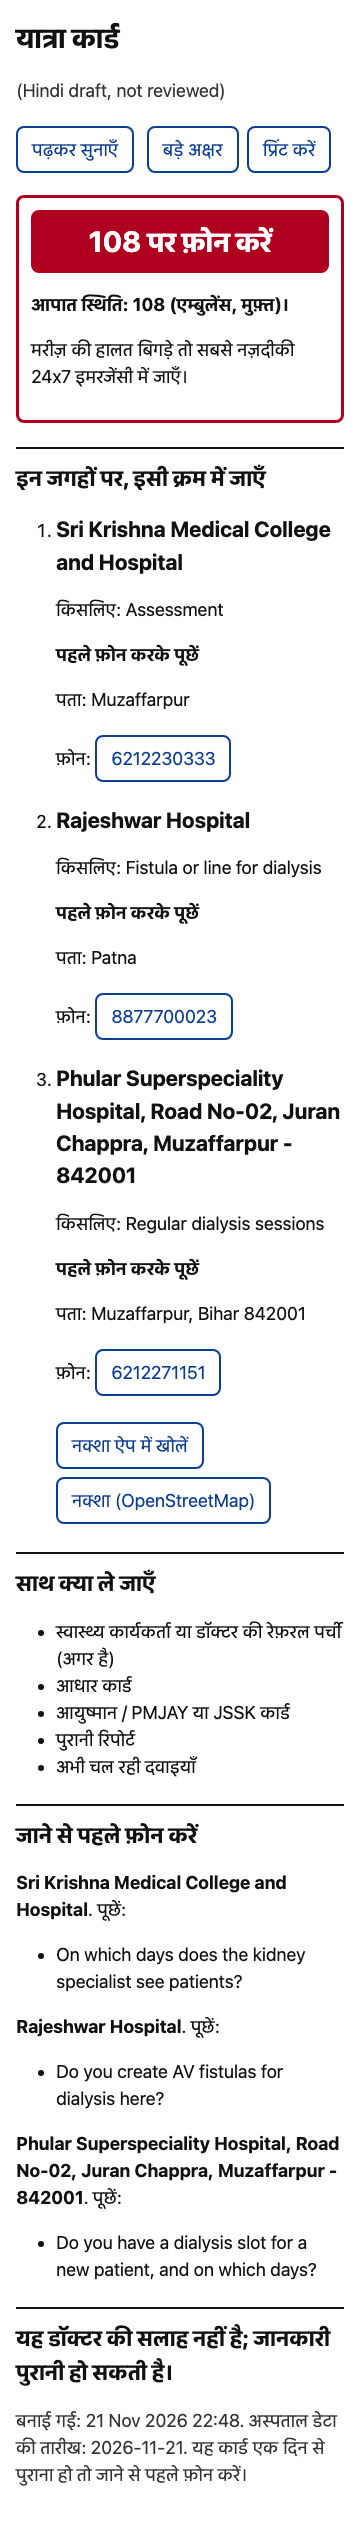 यात्रा कार्ड
(Hindi draft, not reviewed)
पढ़कर सुनाएँ बड़े अक्षर प्रिंट करें
108 पर फ़ोन करें
आपात स्थिति: 108 (एम्बुलेंस, मुफ़्त)।
मरीज़ की हालत बिगड़े तो सबसे नज़दीकी
24x7 इमरजेंसी में जाएँ।
इन जगहों पर, इसी क्रम में जाएँ
1. Sri Krishna Medical College
and Hospital
किसलिए: Assessment
पहले फ़ोन करके पूछें
पता: Muzaffarpur
फ़ोन: 6212230333
2. Rajeshwar Hospital
किसलिए: Fistula or line for dialysis
पहले फ़ोन करके पूछें
पता: Patna
फ़ोन: 8877700023
3. Phular Superspeciality
Hospital, Road No-02, Juran
Chappra, Muzaffarpur -
842001
किसलिए: Regular dialysis sessions
पहले फ़ोन करके पूछें
पता: Muzaffarpur, Bihar 842001
फ़ोन: 6212271151
नक्शा ऐप में खोलें
नक्शा (OpenStreetMap)
साथ क्या ले जाएँ
• स्वास्थ्य कार्यकर्ता या डॉक्टर की रेफ़रल पर्ची
(अगर है)
• आधार कार्ड
• आयुष्मान / PMJAY या JSSK कार्ड
• पुरानी रिपोर्ट
• अभी चल रही दवाइयाँ
जाने से पहले फ़ोन करें
Sri Krishna Medical College and
Hospital. पूछें:
• On which days does the kidney
specialist see patients?
Rajeshwar Hospital. पूछें:
• Do you create AV fistulas for
dialysis here?
Phular Superspeciality Hospital, Road
No-02, Juran Chappra, Muzaffarpur -
842001. पूछें:
• Do you have a dialysis slot for a
new patient, and on which days?
यह डॉक्टर की सलाह नहीं है; जानकारी
पुरानी हो सकती है।
बनाई गई: 21 Nov 2026 22:48. अस्पताल डेटा
की तारीख: 2026-11-21. यह कार्ड एक दिन से
पुराना हो तो जाने से पहले फ़ोन करें।